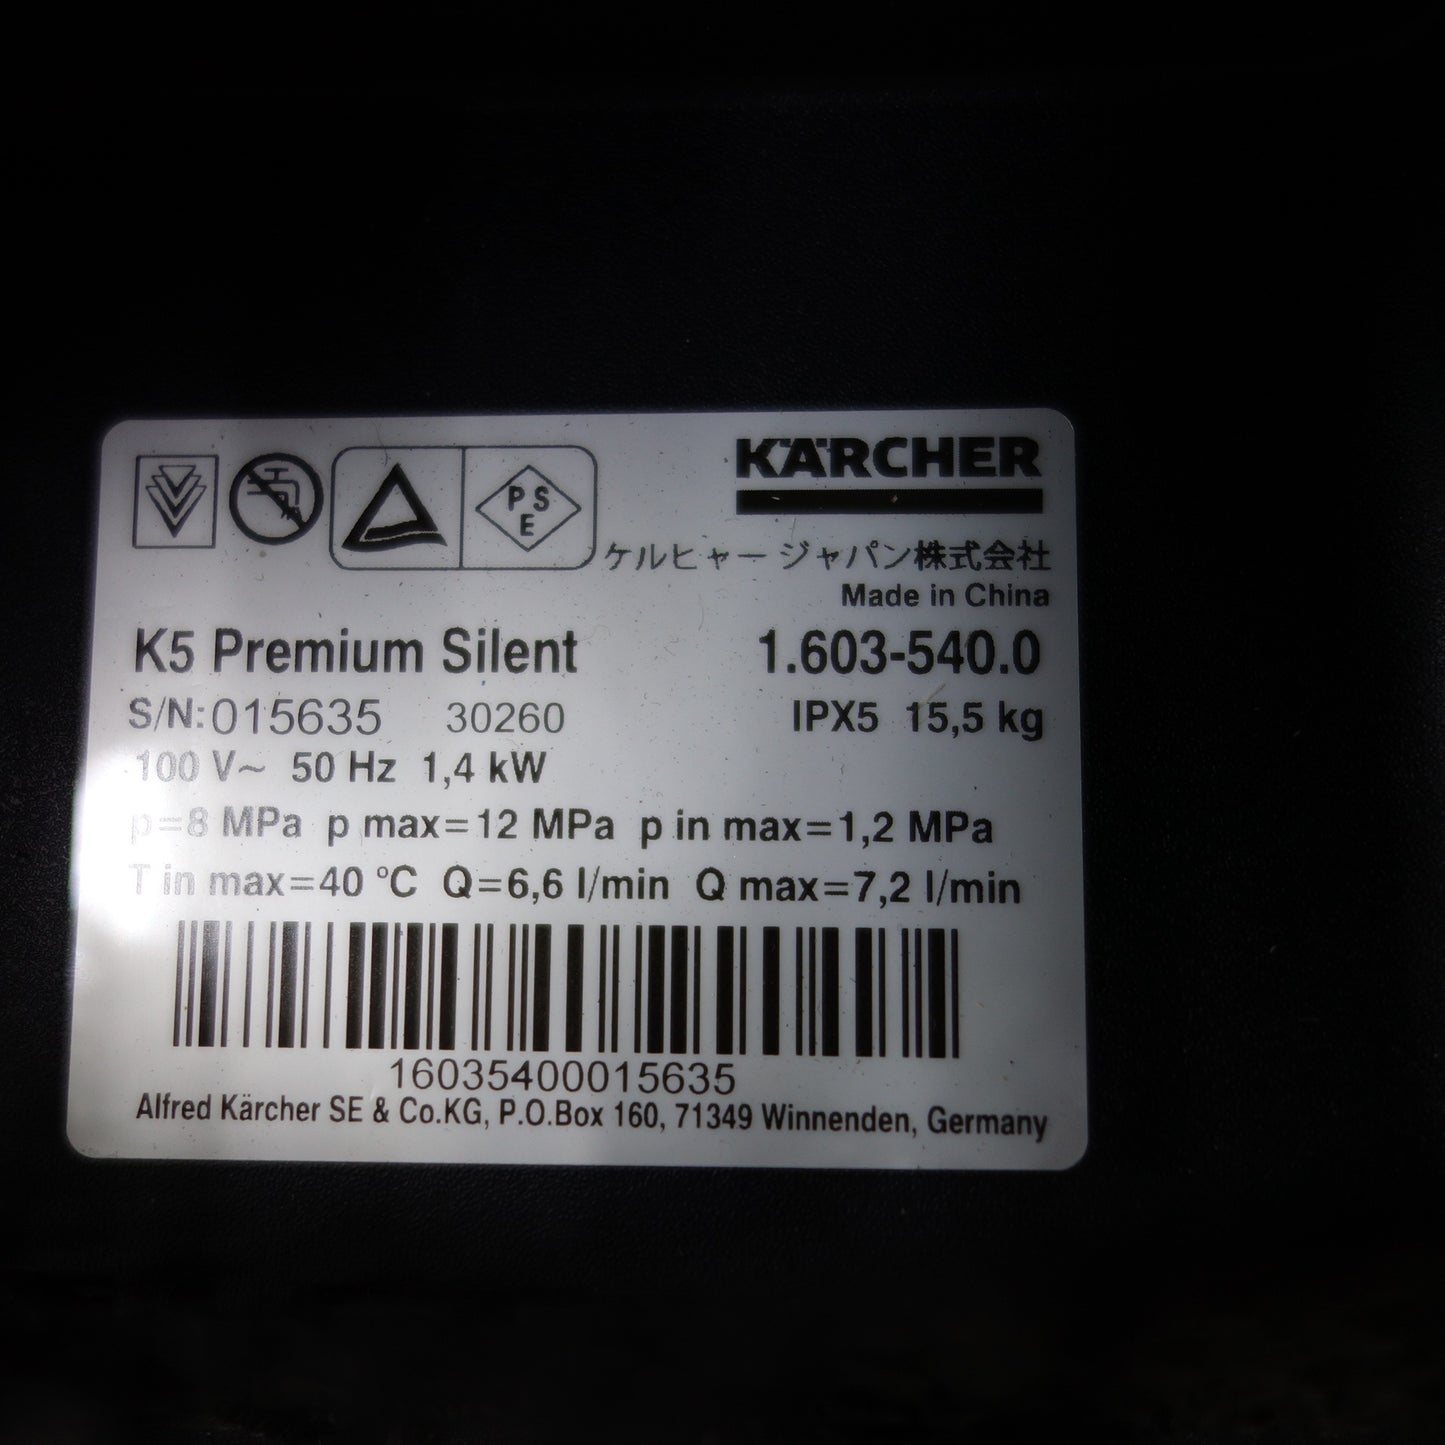 PSE
KÄRCHER
ケルヒャー ジャパン株式会社
Made in China
K5 Premium Silent 1.603-540.0
S/N:015635 30260 IPX5 15,5 kg
100 V~ 50 Hz 1,4 kW
p=8 MPa p max=12 MPa p in max=1,2 MPa
T in max=40 °C Q=6,6 l/min Q max=7,2 l/min
16035400015635
Alfred Kärcher SE & Co.KG, P.O.Box 160, 71349 Winnenden, Germany